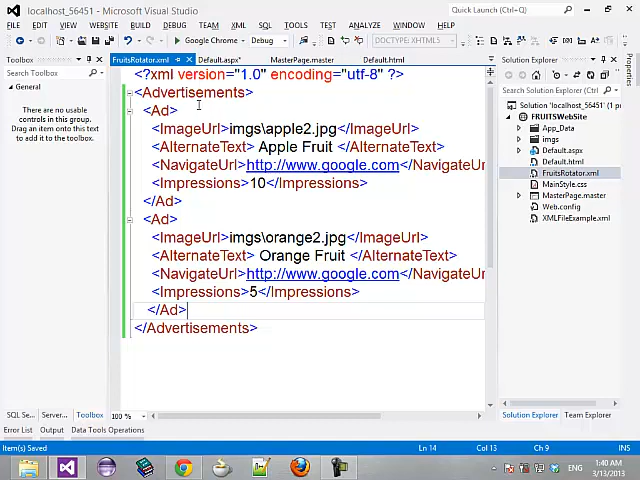 localhost_56451 - Microsoft Visual Studio
Quick Launch (Ctrl+Q)
FILE EDIT VIEW WEBSITE BUILD DEBUG TEAM XML SQL TOOLS TEST ANALYZE WINDOW HELP
Google Chrome Debug DOCTYPE: XHTML5
Toolbox
FruitsRotator.xml Default.aspx* MasterPage.master Default.html
Solution Explorer
Properties
Search Toolbox
General
There are no usable
controls in this group.
Drag an item onto this text
to add it to the toolbox.
<?xml version="1.0" encoding="utf-8" ?>
<Advertisements>
<Ad>
<ImageUrl>imgs\apple2.jpg</ImageUrl>
<AlternateText> Apple Fruit </AlternateText>
<NavigateUrl>http://www.google.com</NavigateU
<Impressions>10</Impressions>
</Ad>
<Ad>
<ImageUrl>imgs\orange2.jpg</ImageUrl>
<AlternateText> Orange Fruit </AlternateText>
<NavigateUrl>http://www.google.com</NavigateU
<Impressions>5</Impressions>
</Ad>
</Advertisements>
Search Solution Explorer
Solution 'FRUITSWebSite'
FRUITSWebSite
App_Data
imgs
Default.aspx
Default.html
FruitsRotator.xml
MainStyle.css
MasterPage.master
Web.config
XMLFileExample.xml
100 %
SQL Se... Server... Toolbox
Solution Explorer Team Explorer
Error List Output Data Tools Operations
Item(s) Saved Ln 14 Col 13 Ch 9
ENG
1:40 AM
3/13/2013